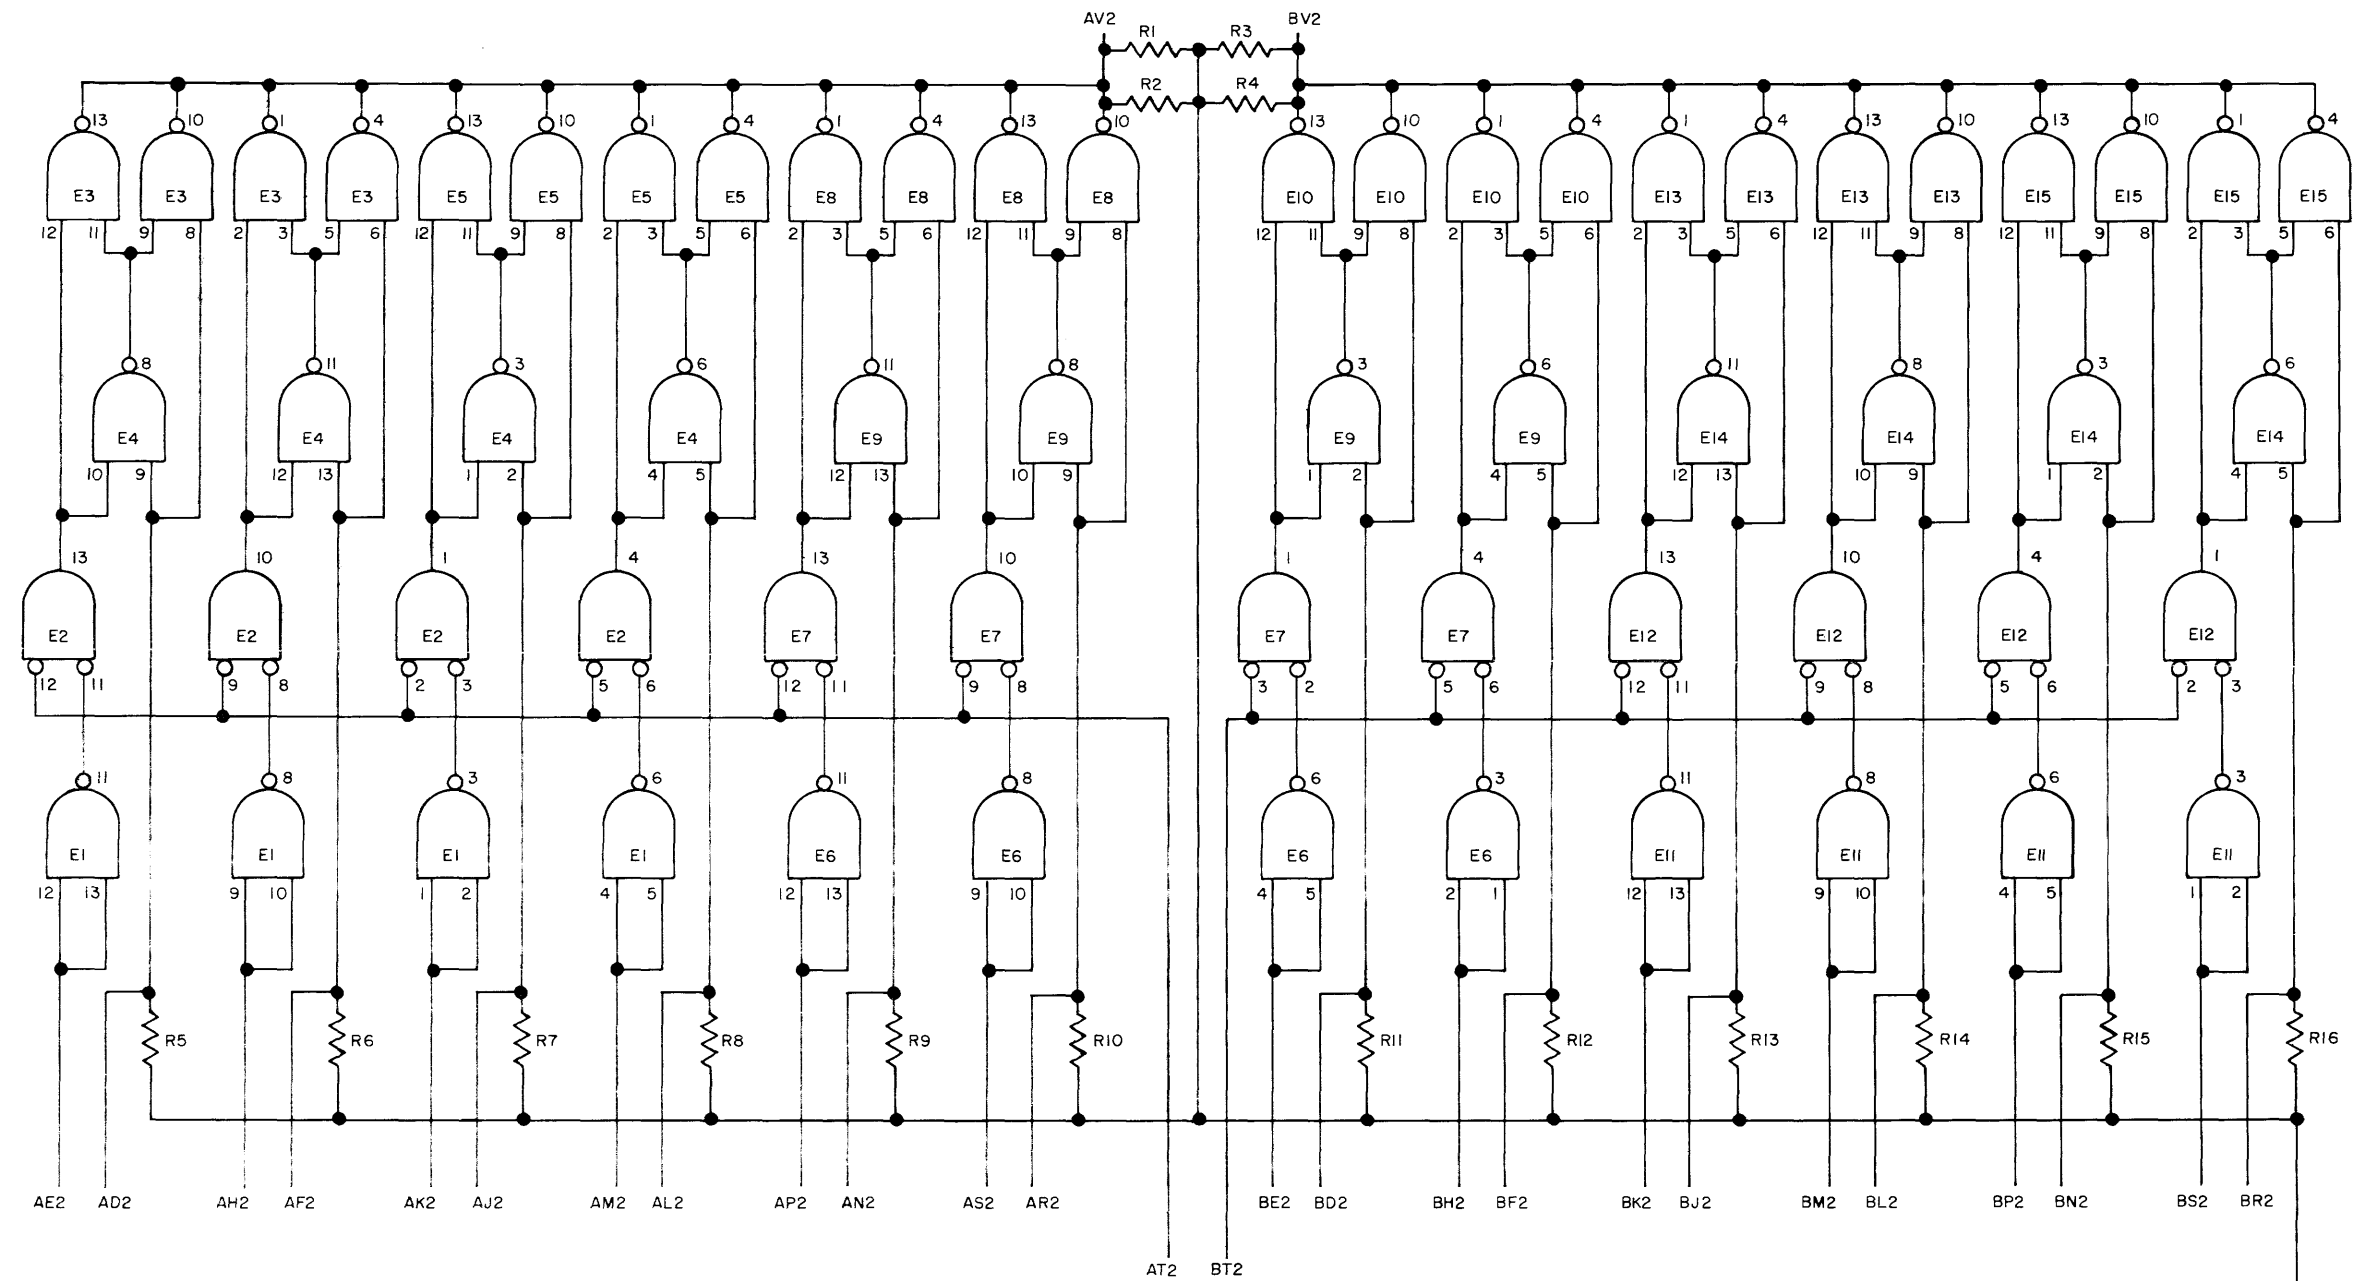 AV2 BV2
R1 R3
R2 R4
13 10 1 4 13 10 1 4 1 4 13 10 13 10 1 4 1 4 13 10 13 10 1 4
E3 E3 E3 E3 E5 E5 E5 E5 E8 E8 E8 E8 E10 E10 E10 E10 E13 E13 E13 E13 E15 E15 E15 E15
12 11 9 8 2 3 5 6 12 11 9 8 2 3 5 6 2 3 5 6 12 11 9 8 12 11 9 8 2 3 5 6 2 3 5 6 12 11 9 8 12 11 9 8 2 3 5 6
8 11 3 6 11 8 3 6 11 8 3 6
E4 E4 E4 E4 E9 E9 E9 E9 E14 E14 E14 E14
10 9 12 13 1 2 4 5 12 13 10 9 1 2 4 5 12 13 10 9 1 2 4 5
13 10 1 4 13 10 1 4 13 10 4 1
E2 E2 E2 E2 E7 E7 E7 E7 E12 E12 E12 E12
12 11 9 8 2 3 5 6 12 11 9 8 3 2 5 6 12 11 9 8 5 6 2 3
11 8 3 6 11 8 6 3 11 8 6 3
E1 E1 E1 E1 E6 E6 E6 E6 E11 E11 E11 E11
12 13 9 10 1 2 4 5 12 13 9 10 4 5 2 1 12 13 9 10 4 5 1 2
R5 R6 R7 R8 R9 R10 R11 R12 R13 R14 R15 R16
AE2 AD2 AH2 AF2 AK2 AJ2 AM2 AL2 AP2 AN2 AS2 AR2 BE2 BD2 BH2 BF2 BK2 BJ2 BM2 BL2 BP2 BN2 BS2 BR2
AT2 BT2